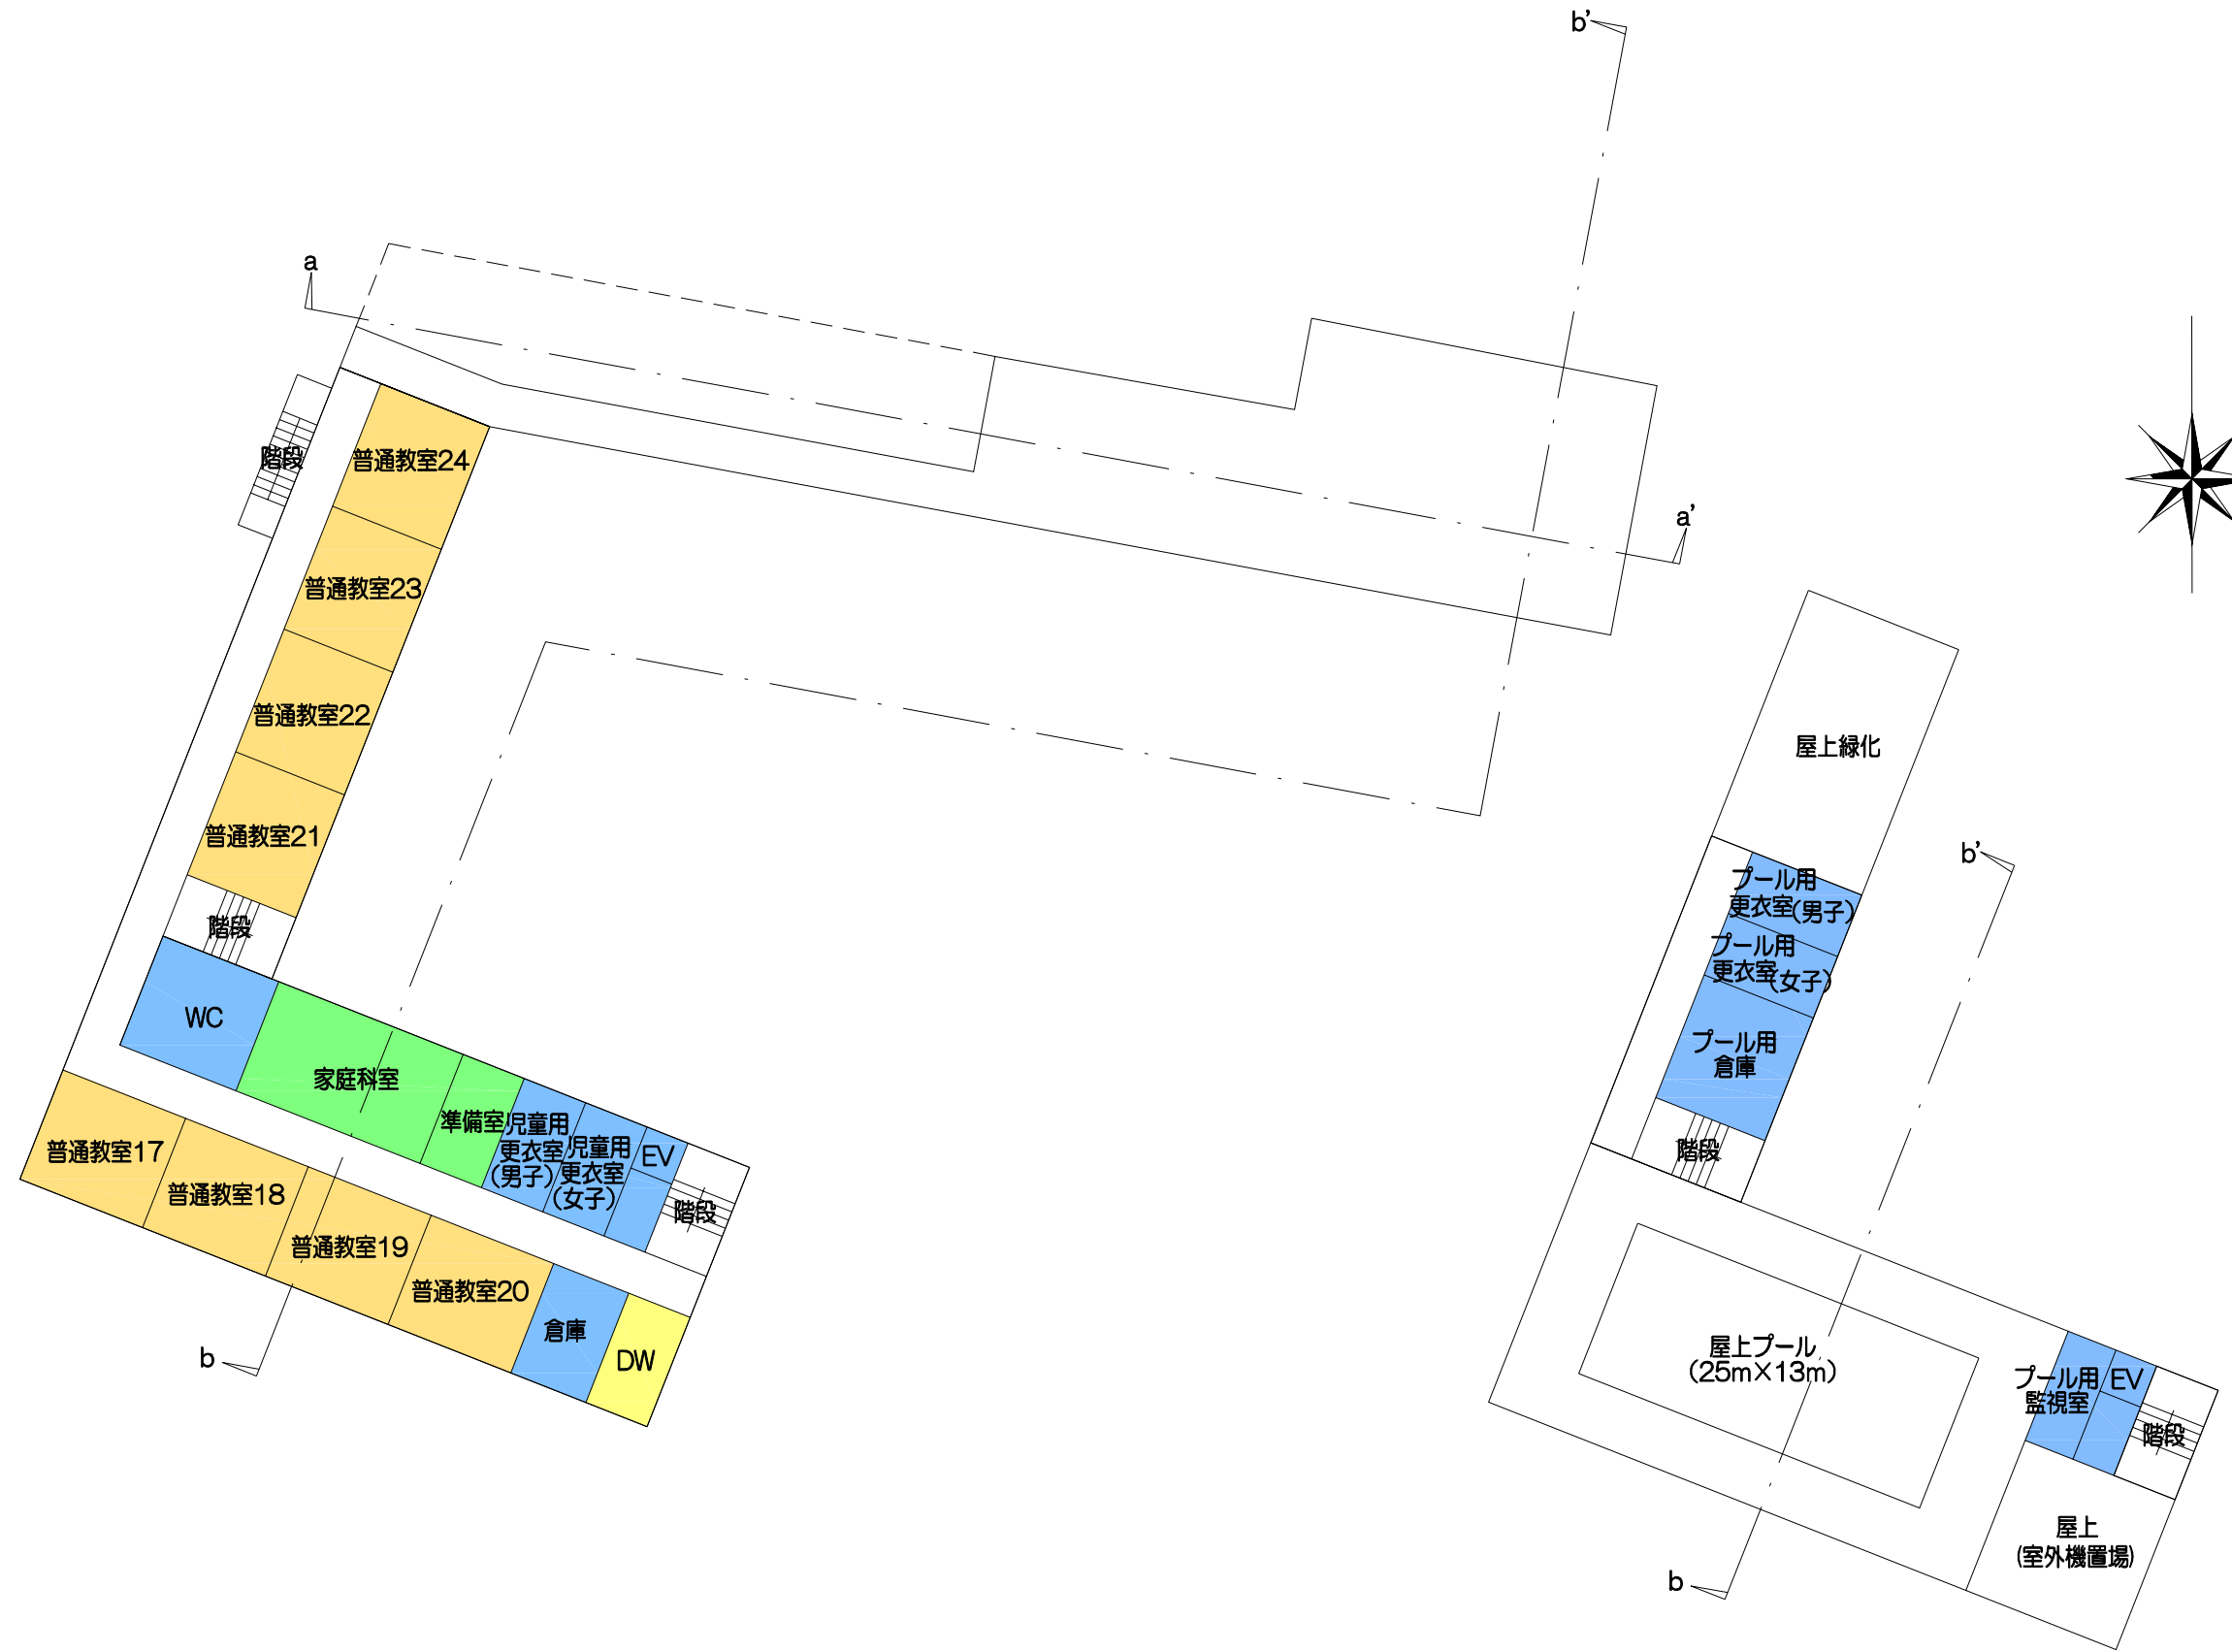 b’
a
a’
階段
普通教室24
普通教室23
普通教室22
普通教室21
階段
WC
家庭科室
準備室
児童用
更衣室
(男子)
児童用
更衣室
(女子)
EV
階段
普通教室17
普通教室18
普通教室19
普通教室20
倉庫
DW
b
屋上緑化
b’
プール用
更衣室(男子)
プール用
更衣室(女子)
プール用
倉庫
階段
屋上プール
(25m×13m)
プール用
監視室
EV
階段
屋上
(室外機置場)
b